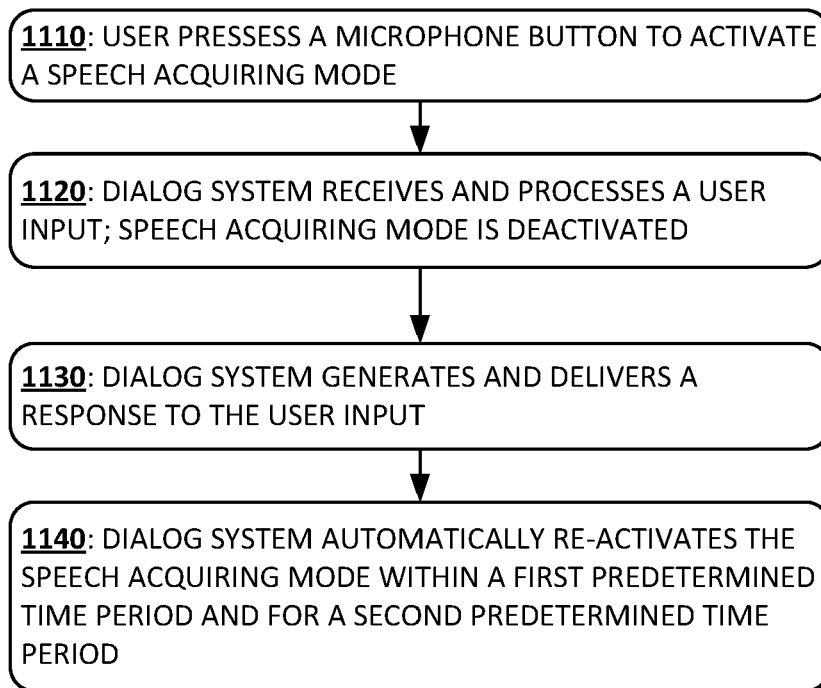 1110: USER PRESSESS A MICROPHONE BUTTON TO ACTIVATE
A SPEECH ACQUIRING MODE
1120: DIALOG SYSTEM RECEIVES AND PROCESSES A USER
INPUT; SPEECH ACQUIRING MODE IS DEACTIVATED
1130: DIALOG SYSTEM GENERATES AND DELIVERS A
RESPONSE TO THE USER INPUT
1140: DIALOG SYSTEM AUTOMATICALLY RE-ACTIVATES THE
SPEECH ACQUIRING MODE WITHIN A FIRST PREDETERMINED
TIME PERIOD AND FOR A SECOND PREDETERMINED TIME
PERIOD